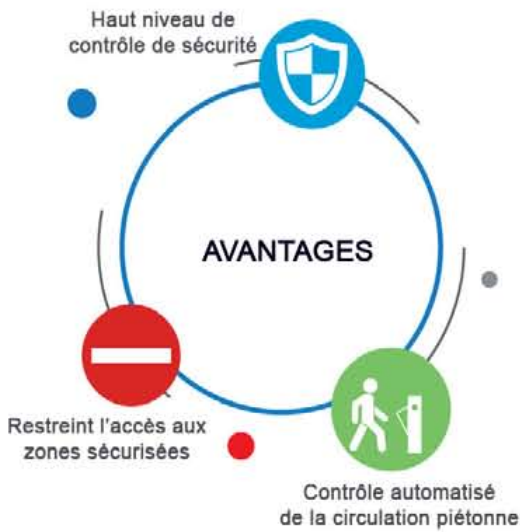 Haut niveau de
contrôle de sécurité
AVANTAGES
Restreint l'accès aux
zones sécurisées
Contrôle automatisé
de la circulation piétonne